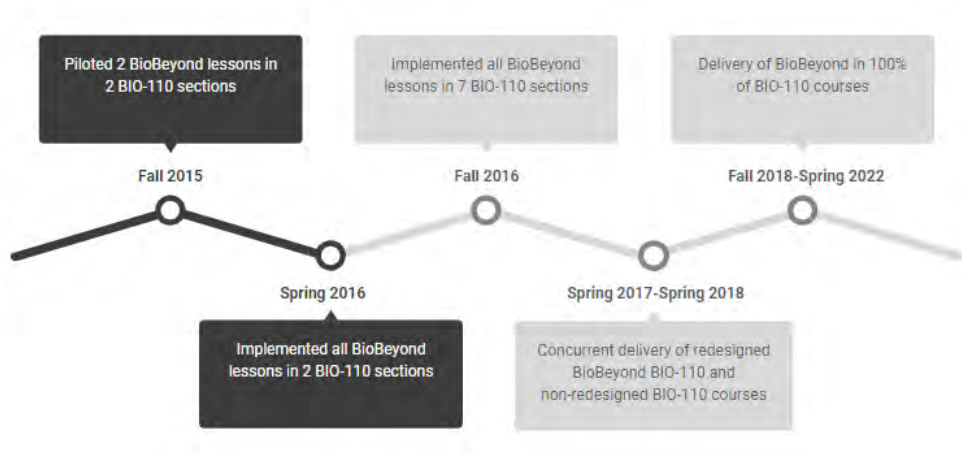 Piloted 2 BioBeyond lessons in
2 BIO-110 sections
Fall 2015
Spring 2016
Implemented all BioBeyond
lessons in 2 BIO-110 sections
Implemented all BioBeyond
lessons in 7 BIO-110 sections
Fall 2016
Spring 2017-Spring 2018
Concurrent delivery of redesigned
BioBeyond BIO-110 and
non-redesigned BIO-110 courses
Delivery of BioBeyond in 100%
of BIO-110 courses
Fall 2018-Spring 2022